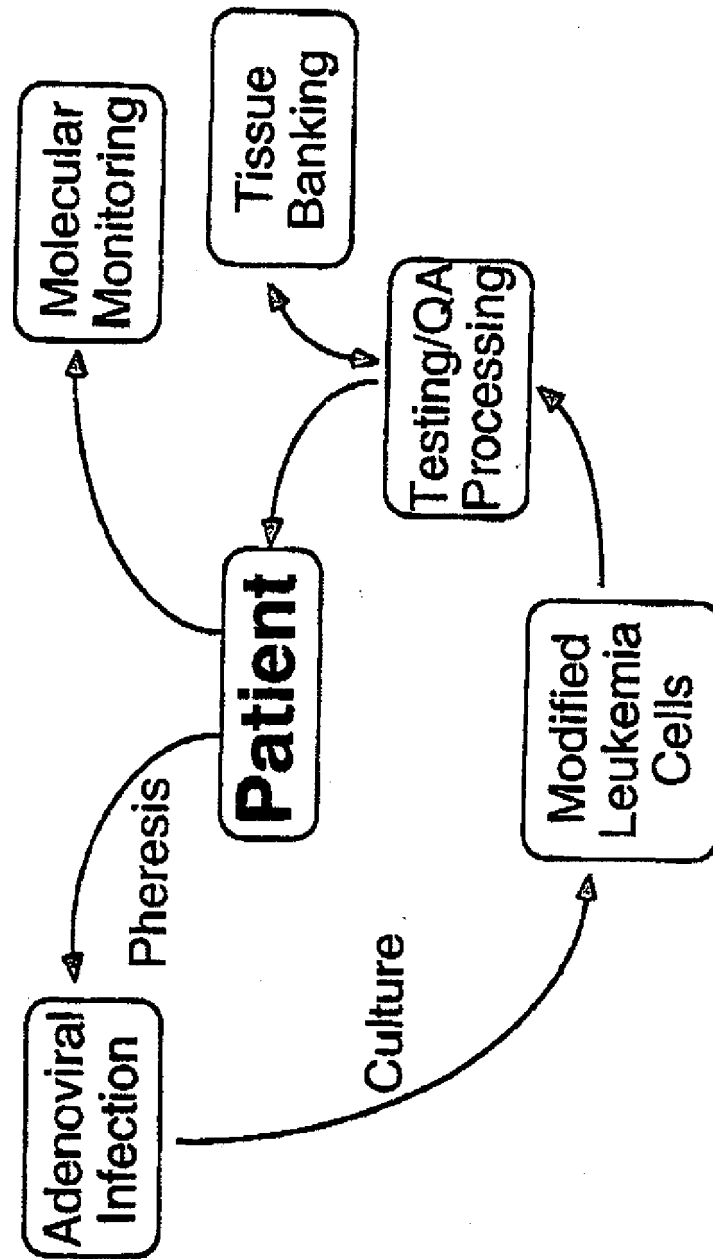 Adenoviral
Infection
Pheresis
Molecular
Monitoring
Patient
Tissue
Banking
Culture
Testing/QA
Processing
Modified
Leukemia
Cells